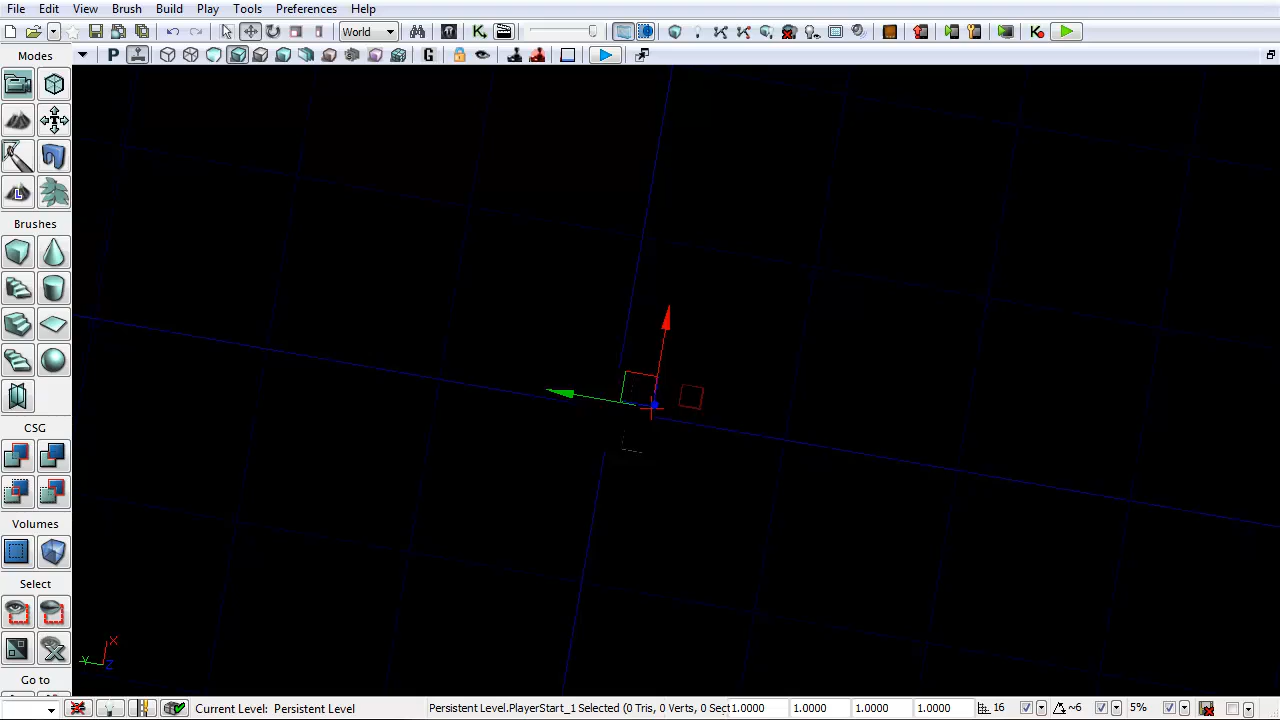 File Edit View Brush Build Play Tools Preferences Help
World
P G
Modes
L
Brushes
CSG
Volumes
Select
Go to
X
Y Z
Current Level: Persistent Level Persistent Level.PlayerStart_1 Selected (0 Tris, 0 Verts, 0 Sect 1.0000 1.0000 1.0000 1.0000 16 ~6 5%